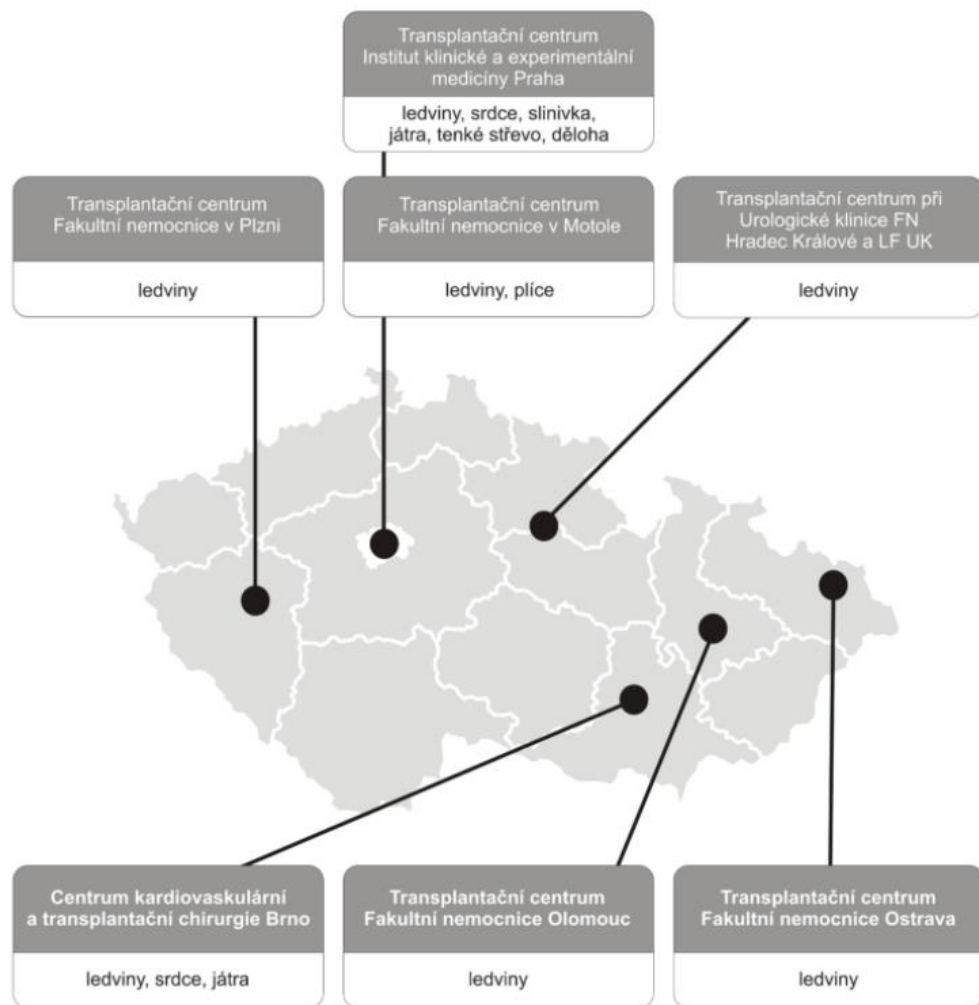 Transplantační centrum
Institut klinické a experimentální
medicíny Praha
ledviny, srdce, slinivka,
játra, tenké střevo, děloha
Transplantační centrum
Fakultní nemocnice v Plzni
ledviny
Transplantační centrum
Fakultní nemocnice v Motole
ledviny, plíce
Transplantační centrum při
Urologické klinice FN
Hradec Králové a LF UK
ledviny
Centrum kardiovaskulární
a transplantační chirurgie Brno
ledviny, srdce, játra
Transplantační centrum
Fakultní nemocnice Olomouc
ledviny
Transplantační centrum
Fakultní nemocnice Ostrava
ledviny